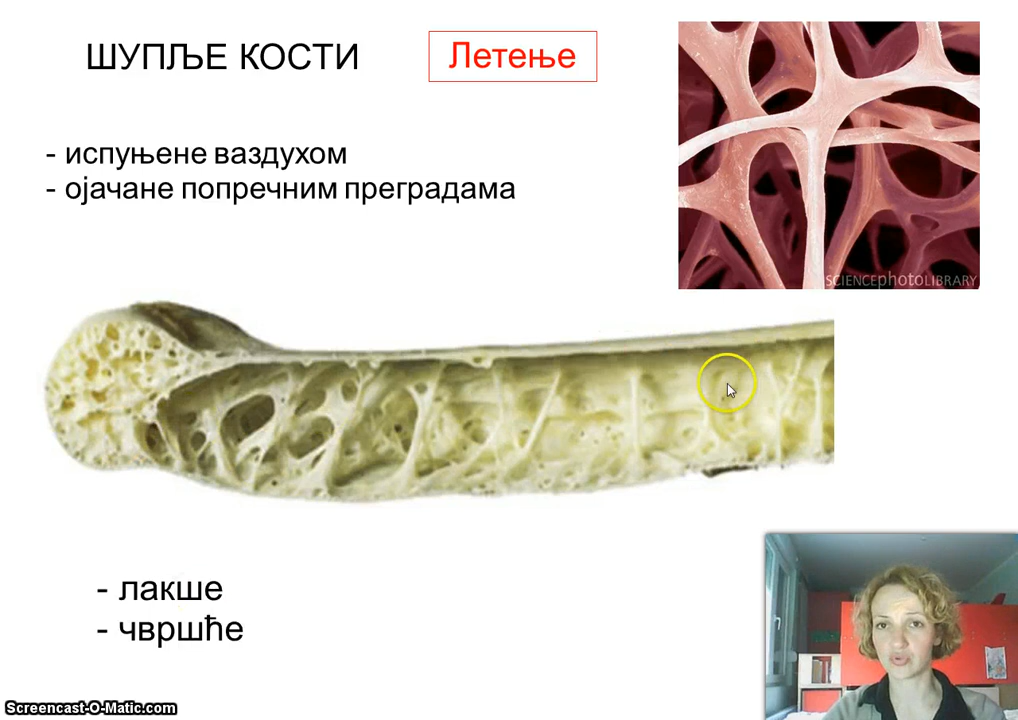 ШУПЉЕ КОСТИ
Летење
- испуњене ваздухом
- ојачане попречним преградама
SCIENCEphotoLIBRARY
- лакше
- чвршће
Screencast-O-Matic.com